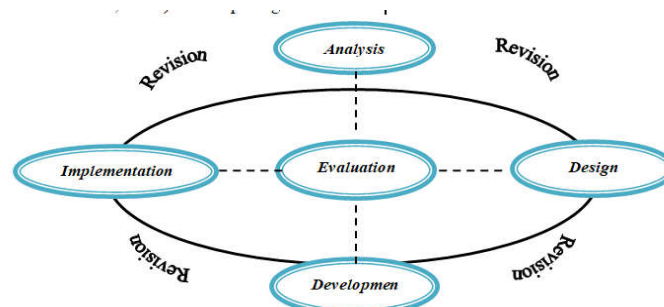 Analysis
Revision
Revision
Implementation
Evaluation
Design
Revision
Revision
Developmen